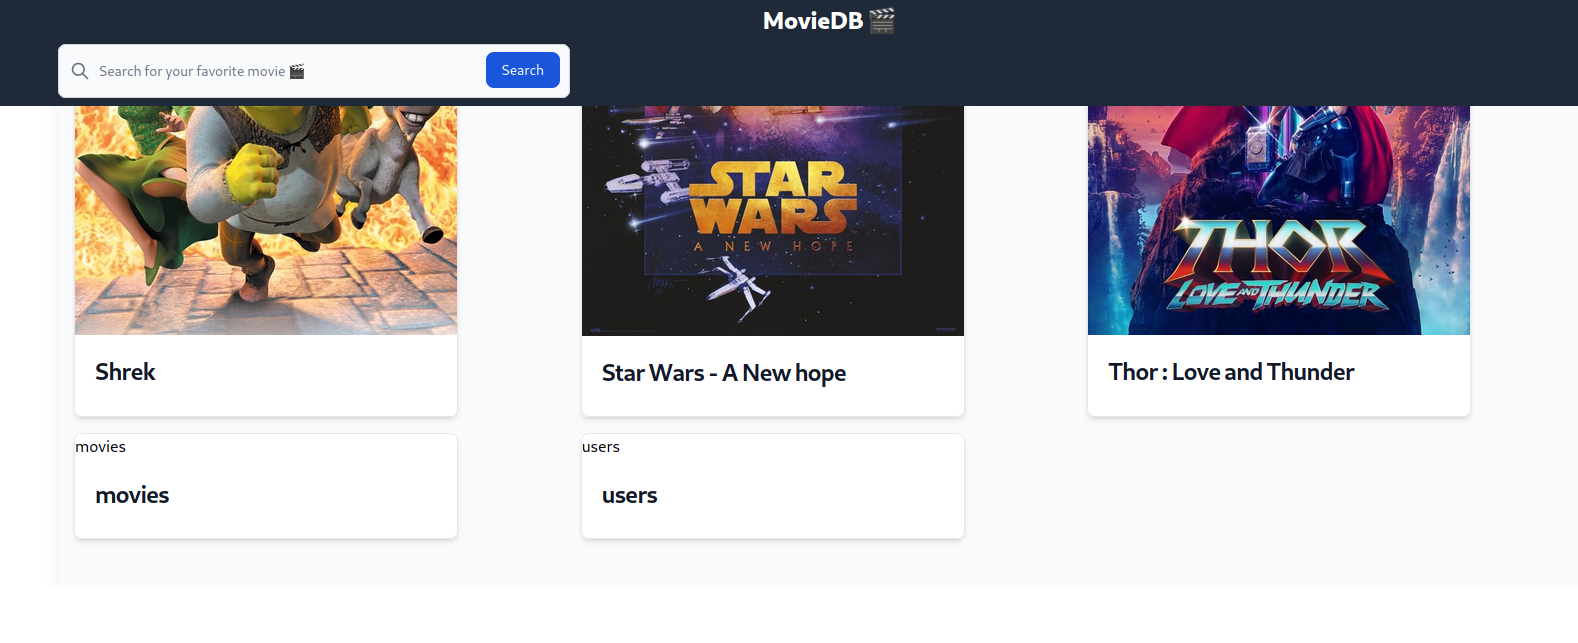 MovieDB 🎬
Search for your favorite movie 🎬
Search
STAR
WARS
A NEW HOPE
THOR
LOVE AND THUNDER
Shrek
Star Wars - A New hope
Thor : Love and Thunder
movies
users
movies
users